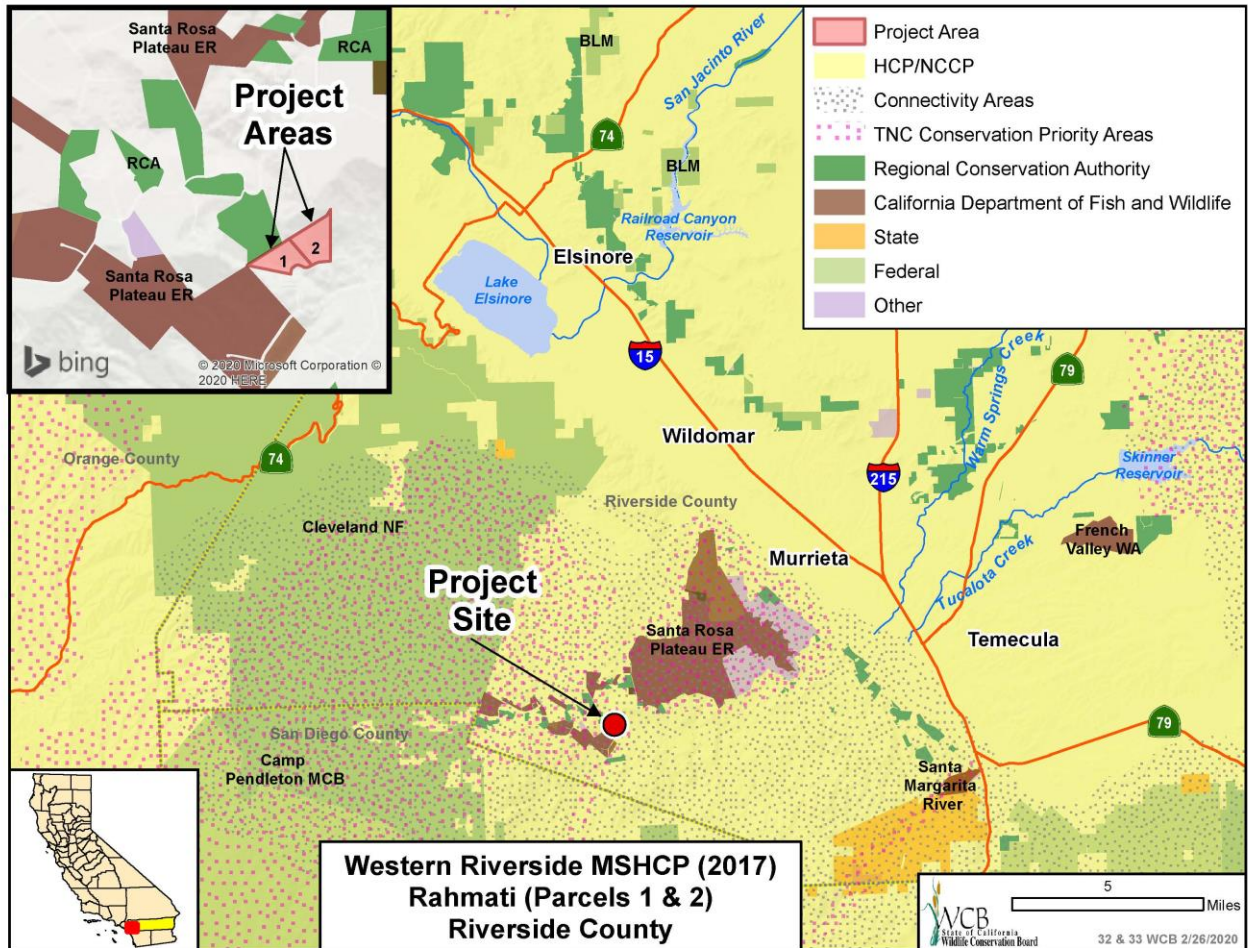 Santa Rosa
Plateau ER
RCA
Project
Areas
RCA
1
2
Santa Rosa
Plateau ER
bing
© 2020 Microsoft Corporation ©
2020 HERE
Project Area
HCP/NCCP
Connectivity Areas
TNC Conservation Priority Areas
Regional Conservation Authority
California Department of Fish and Wildlife
State
Federal
Other
BLM
San Jacinto River
74
BLM
Railroad Canyon
Reservoir
Elsinore
Lake
Elsinore
15
Warm Springs Creek
79
Wildomar
Orange County
74
215
Skinner
Reservoir
Riverside County
Cleveland NF
French
Valley WA
Murrieta
Tucalota Creek
Project
Site
Santa Rosa
Plateau ER
Temecula
San Diego County
79
Camp
Pendleton MCB
Santa
Margarita
River
Western Riverside MSHCP (2017)
Rahmati (Parcels 1 & 2)
Riverside County
WCB
State of California
Wildlife Conservation Board
5
Miles
32 & 33 WCB 2/26/2020